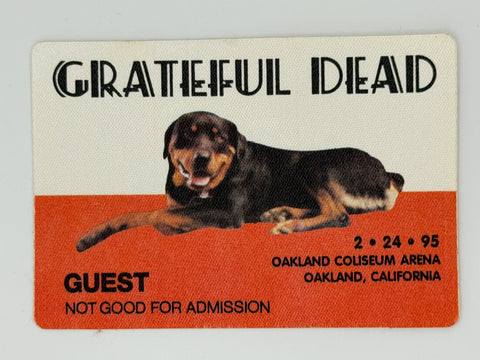 GRATEFUL DEAD
2 • 24 • 95
OAKLAND COLISEUM ARENA
OAKLAND, CALIFORNIA
GUEST
NOT GOOD FOR ADMISSION